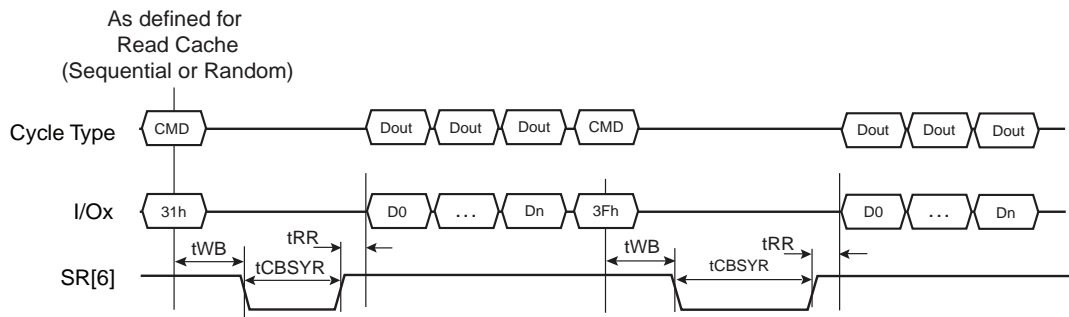 As defined for
Read Cache
(Sequential or Random)
Cycle Type CMD Dout Dout Dout CMD Dout Dout Dout
I/Ox 31h D0 ... Dn 3Fh D0 ... Dn
tWB tRR tWB tRR
SR[6] tCBSYR tCBSYR